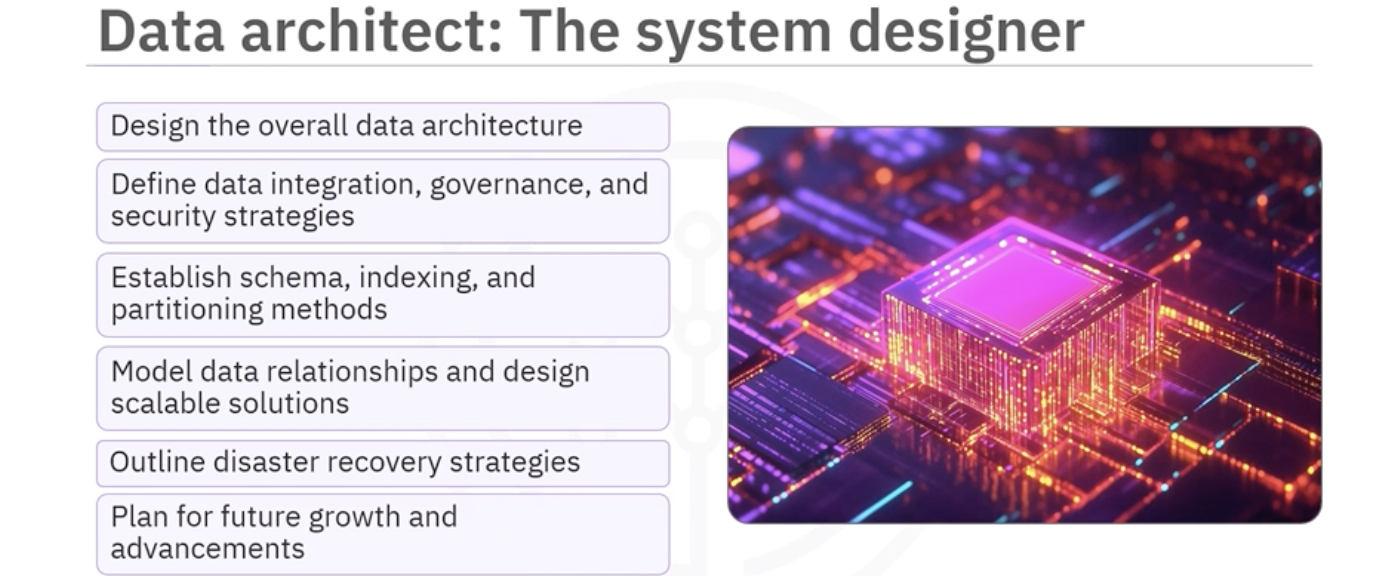 Data architect: The system designer
Design the overall data architecture
Define data integration, governance, and
security strategies
Establish schema, indexing, and
partitioning methods
Model data relationships and design
scalable solutions
Outline disaster recovery strategies
Plan for future growth and
advancements